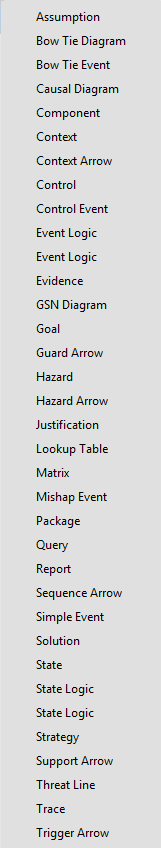 Assumption
Bow Tie Diagram
Bow Tie Event
Causal Diagram
Component
Context
Context Arrow
Control
Control Event
Event Logic
Event Logic
Evidence
GSN Diagram
Goal
Guard Arrow
Hazard
Hazard Arrow
Justification
Lookup Table
Matrix
Mishap Event
Package
Query
Report
Sequence Arrow
Simple Event
Solution
State
State Logic
State Logic
Strategy
Support Arrow
Threat Line
Trace
Trigger Arrow